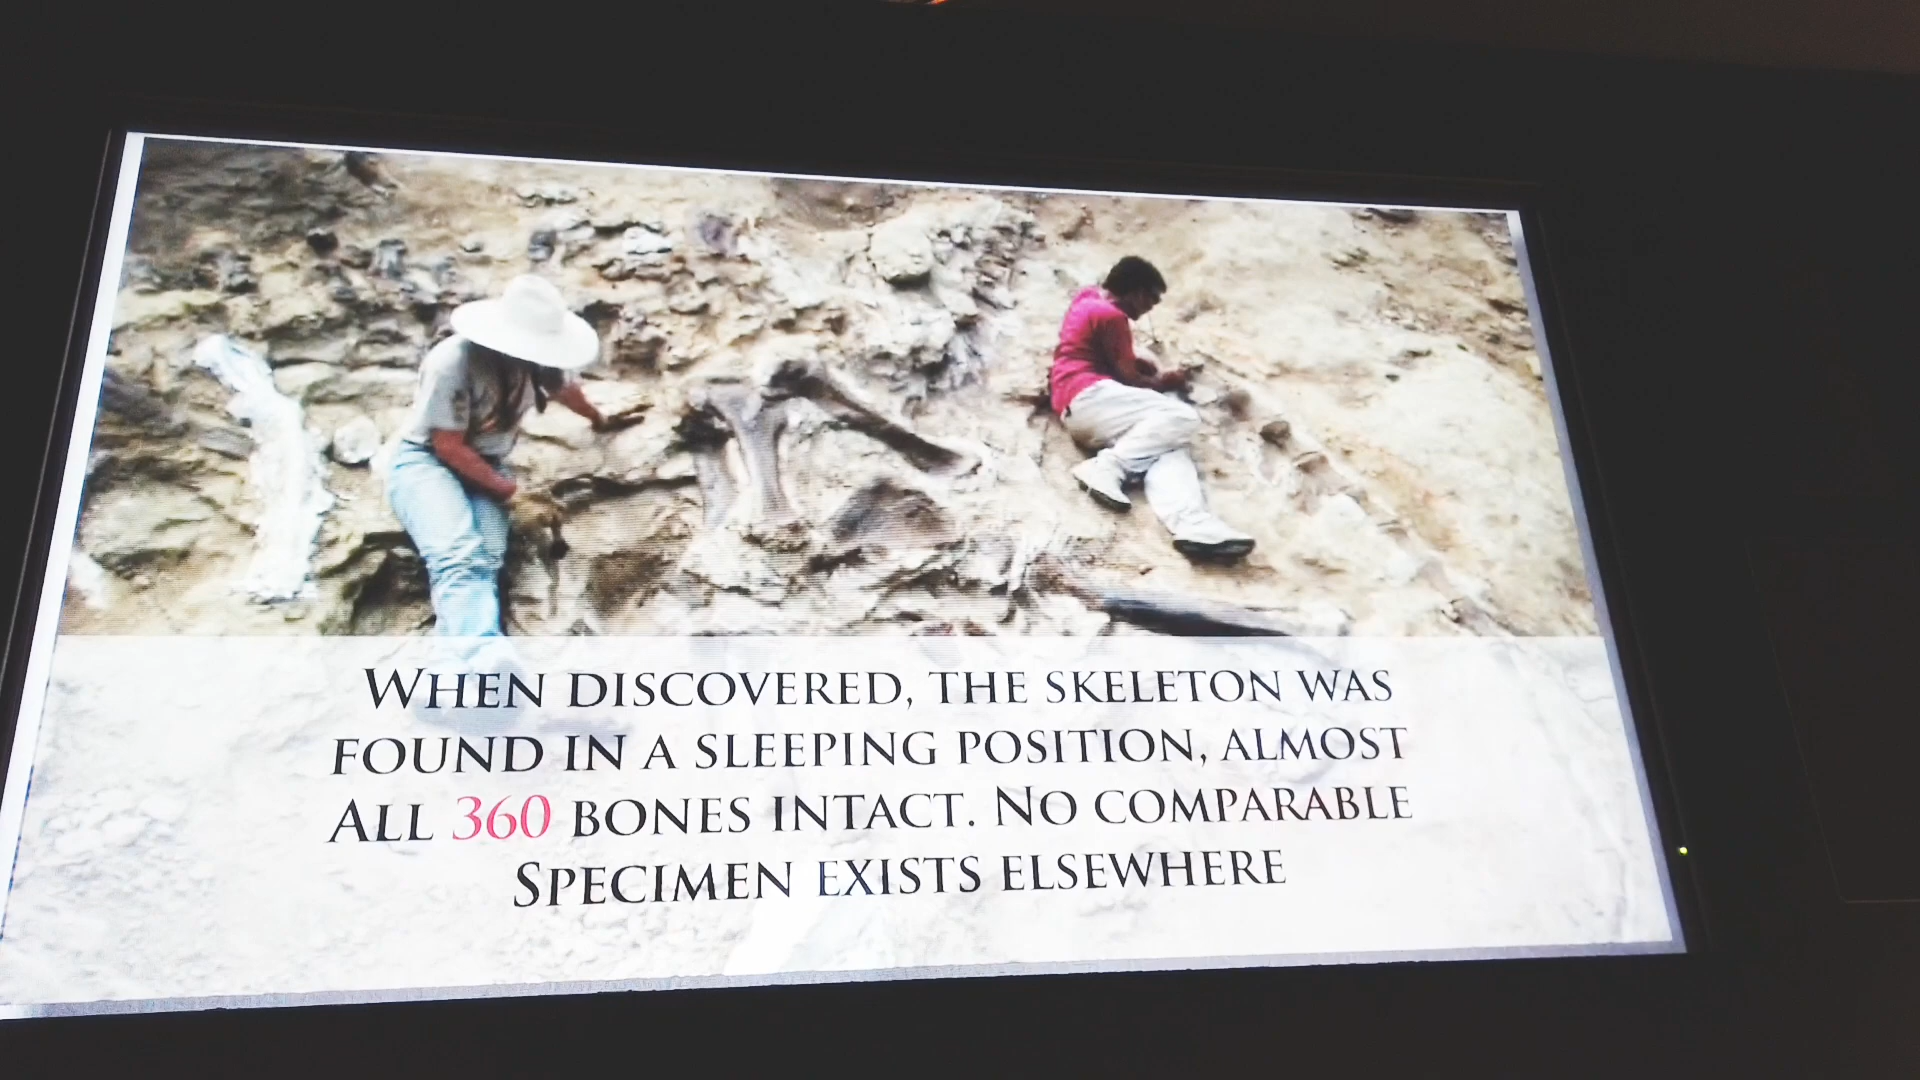 WHEN DISCOVERED, THE SKELETON WAS
FOUND IN A SLEEPING POSITION, ALMOST
ALL 360 BONES INTACT. NO COMPARABLE
SPECIMEN EXISTS ELSEWHERE